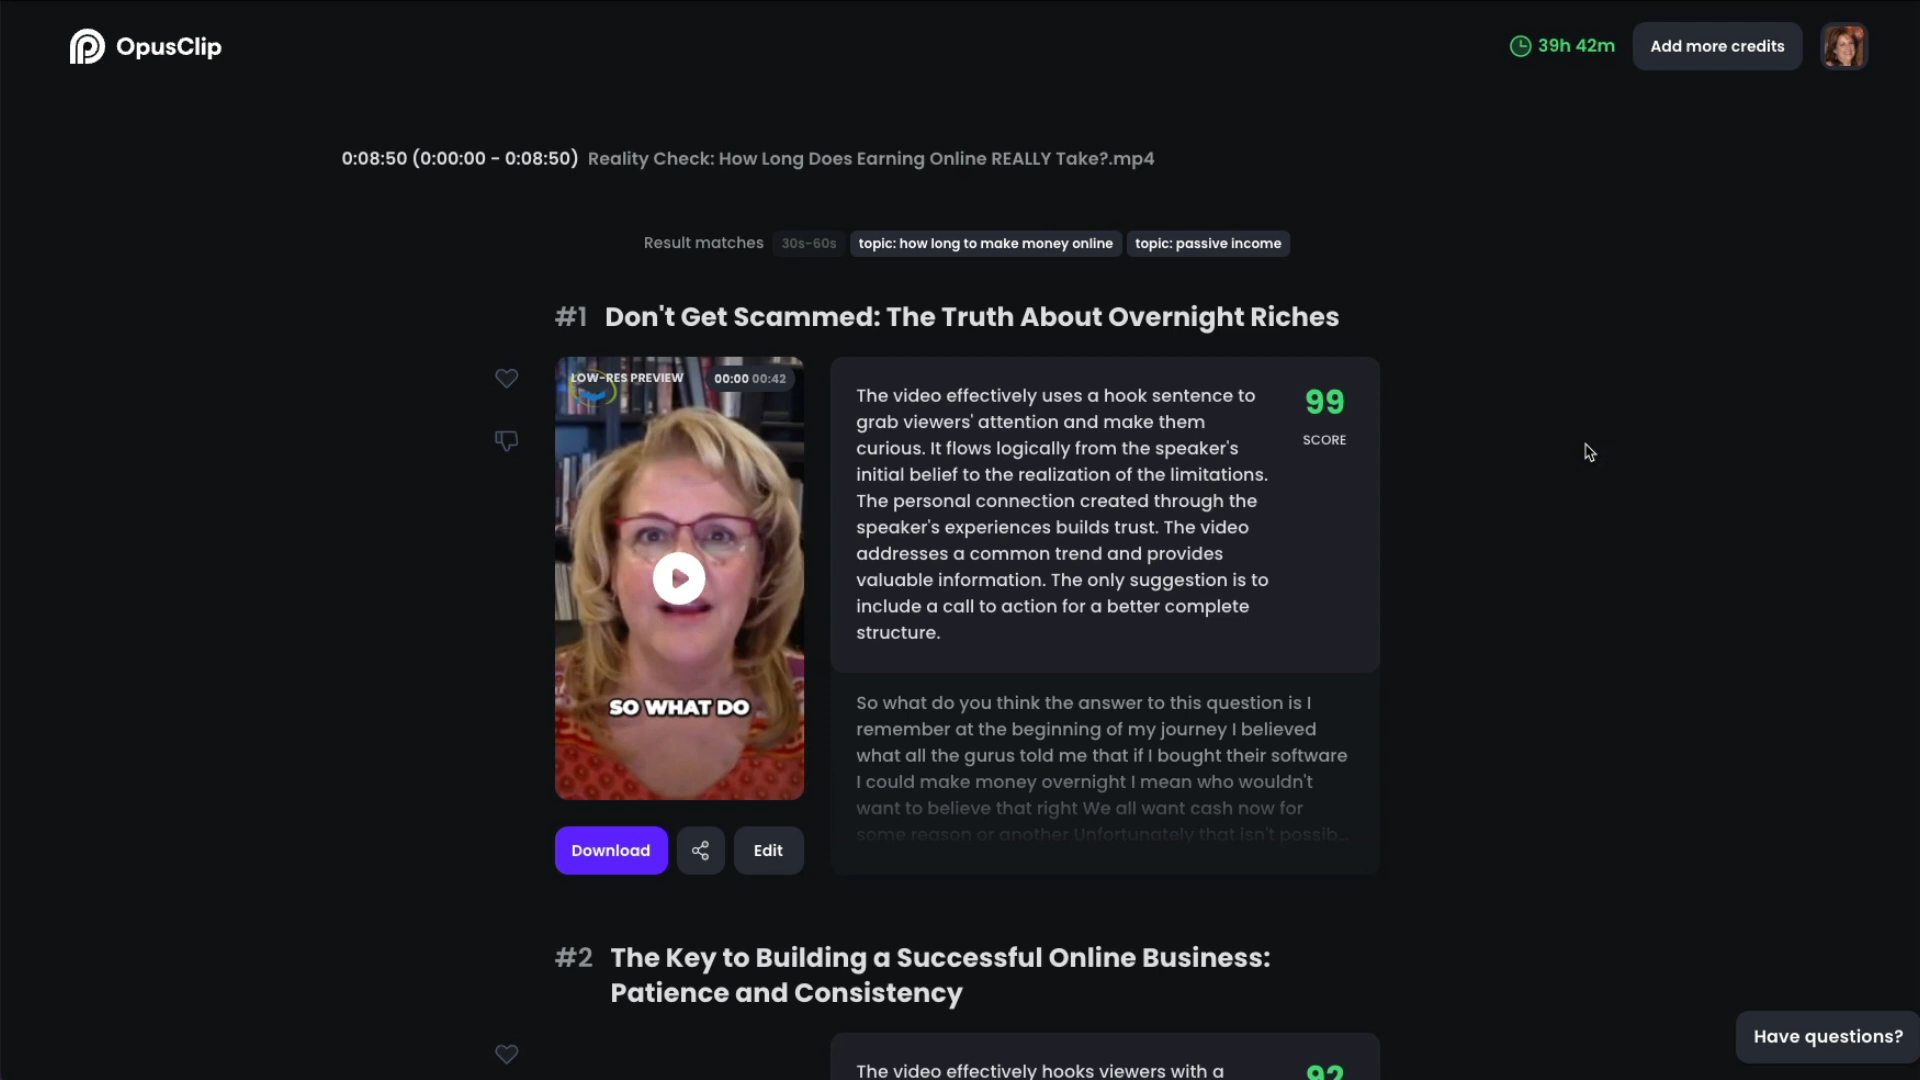 OpusClip
39h 42m
Add more credits
0:08:50 (0:00:00 - 0:08:50) Reality Check: How Long Does Earning Online REALLY Take?.mp4
Result matches 30s-60s topic: how long to make money online topic: passive income
#1 Don't Get Scammed: The Truth About Overnight Riches
LOW-RES PREVIEW 00:00 00:42
SO WHAT DO
The video effectively uses a hook sentence to
grab viewers' attention and make them
curious. It flows logically from the speaker's
initial belief to the realization of the limitations.
The personal connection created through the
speaker's experiences builds trust. The video
addresses a common trend and provides
valuable information. The only suggestion is to
include a call to action for a better complete
structure.
99
SCORE
So what do you think the answer to this question is I
remember at the beginning of my journey I believed
what all the gurus told me that if I bought their software
I could make money overnight I mean who wouldn't
want to believe that right We all want cash now for
some reason or another Unfortunately that isn't possib...
Download
Edit
#2 The Key to Building a Successful Online Business:
Patience and Consistency
The video effectively hooks viewers with a
92
Have questions?